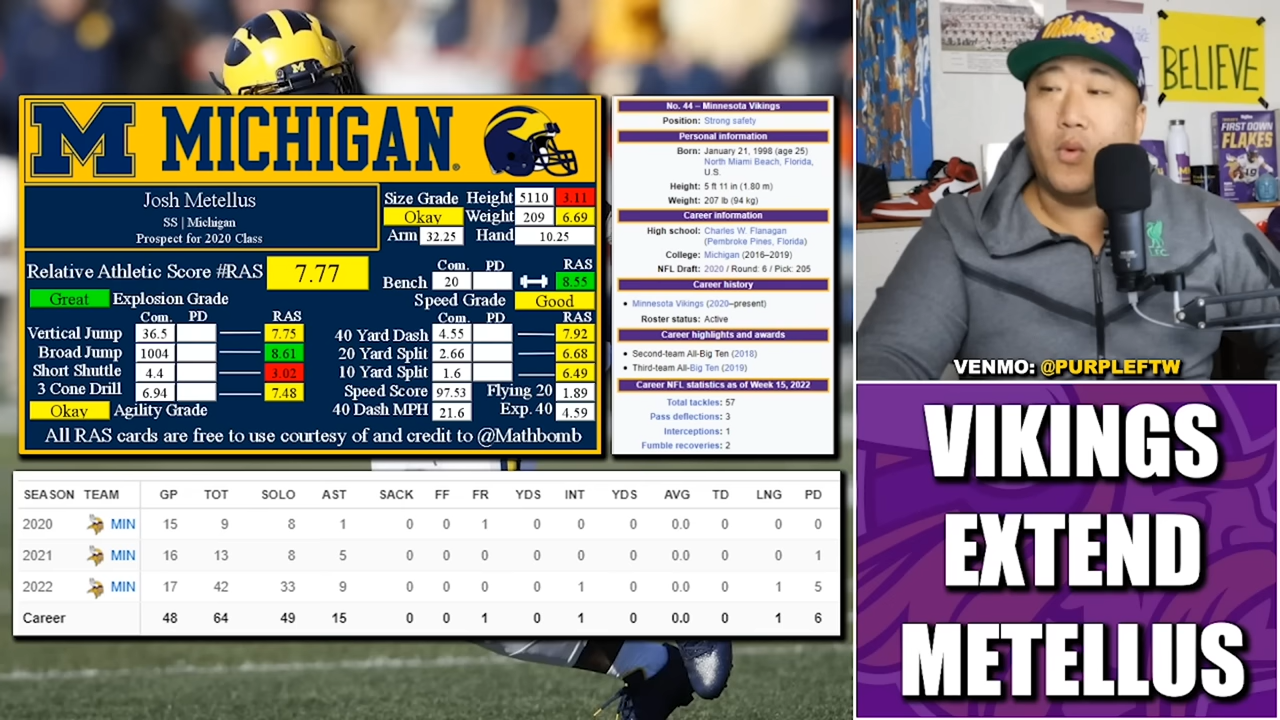 M MICHIGAN®
Josh Metellus
SS | Michigan
Prospect for 2020 Class
Size Grade Height 5110 3.11
Okay Weight 209 6.69
Arm 32.25 Hand 10.25
Relative Athletic Score #RAS 7.77
Com. PD RAS
Bench 20 8.55
Great Explosion Grade
Speed Grade Good
Com. PD RAS
Vertical Jump 36.5 7.75
Broad Jump 1004 8.61
Short Shuttle 4.4 3.02
3 Cone Drill 6.94 7.48
Okay Agility Grade
Com. PD RAS
40 Yard Dash 4.55 7.92
20 Yard Split 2.66 6.68
10 Yard Split 1.6 6.49
Speed Score 97.53 Flying 20 1.89
40 Dash MPH 21.6 Exp. 40 4.59
All RAS cards are free to use courtesy of and credit to @Mathbomb
No. 44 – Minnesota Vikings
Position: Strong safety
Personal information
Born: January 21, 1998 (age 25)
North Miami Beach, Florida,
U.S.
Height: 5 ft 11 in (1.80 m)
Weight: 207 lb (94 kg)
Career information
High school: Charles W. Flanagan
(Pembroke Pines, Florida)
College: Michigan (2016–2019)
NFL Draft: 2020 / Round: 6 / Pick: 205
Career history
• Minnesota Vikings (2020–present)
Roster status: Active
Career highlights and awards
• Second-team All-Big Ten (2018)
• Third-team All-Big Ten (2019)
Career NFL statistics as of Week 15, 2022
Total tackles: 57
Pass deflections: 3
Interceptions: 1
Fumble recoveries: 2
SEASON TEAM GP TOT SOLO AST SACK FF FR YDS INT YDS AVG TD LNG PD
2020 MIN 15 9 8 1 0 0 1 0 0 0 0.0 0 0 0
2021 MIN 16 13 8 5 0 0 0 0 0 0 0.0 0 0 1
2022 MIN 17 42 33 9 0 0 0 0 1 0 0.0 0 1 5
Career 48 64 49 15 0 0 1 0 1 0 0.0 0 1 6
Vikings
BELIEVE
FIRST DOWN
FLAKES
L.F.C.
VENMO: @PURPLEFTW
VIKINGS
EXTEND
METELLUS